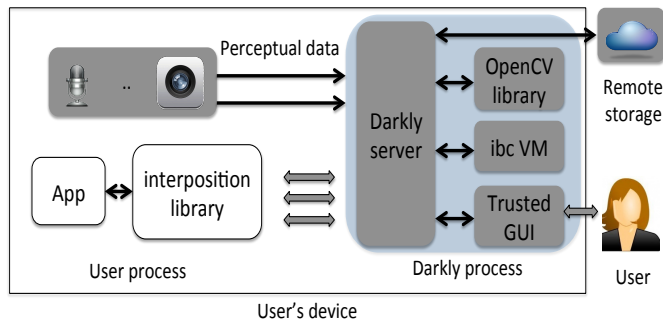 Perceptual data
..
OpenCV
library
Remote
storage
Darkly
server
ibc VM
App
interposition
library
Trusted
GUI
User process
Darkly process
User
User's device